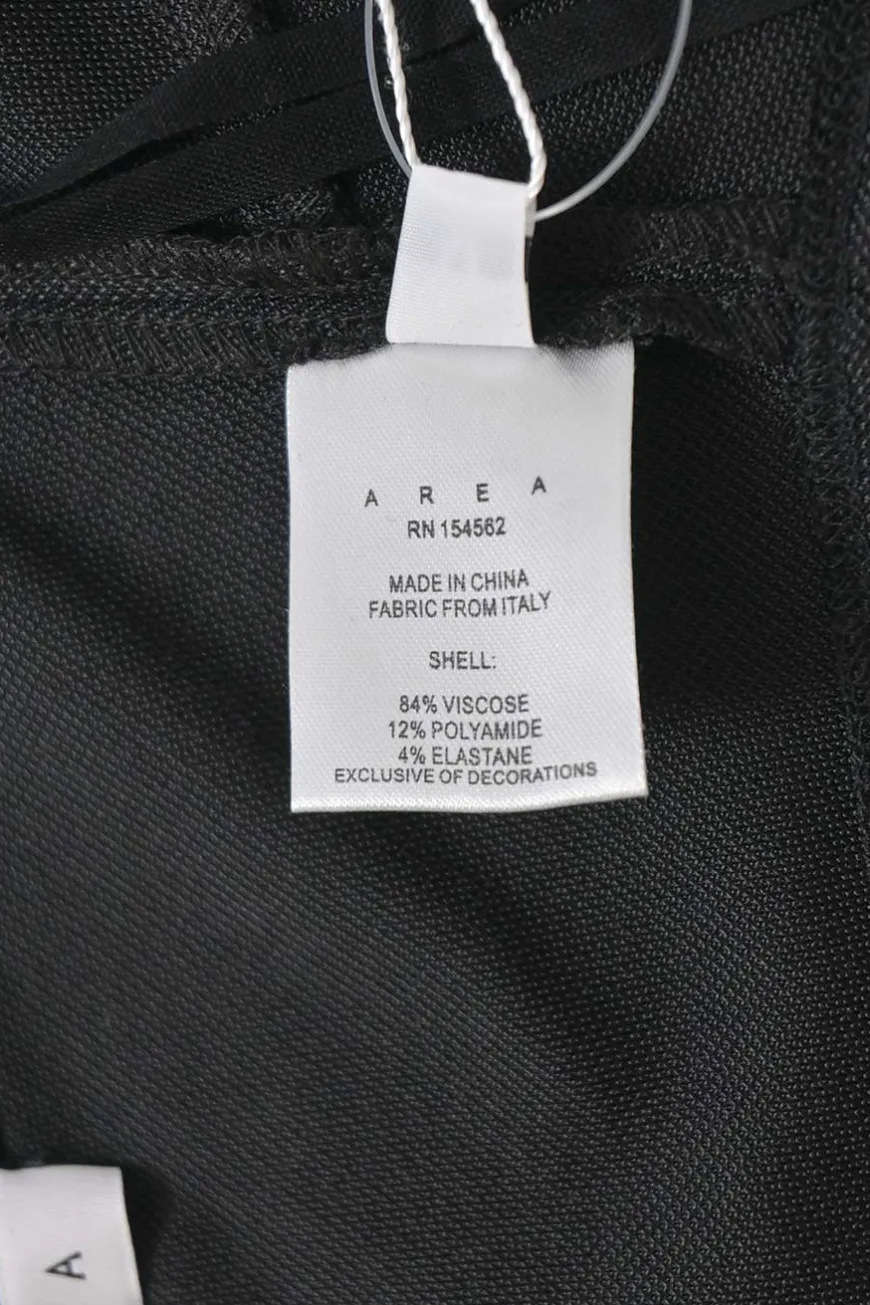 A R E A
RN 154562
MADE IN CHINA
FABRIC FROM ITALY
SHELL:
84% VISCOSE
12% POLYAMIDE
4% ELASTANE
EXCLUSIVE OF DECORATIONS
A